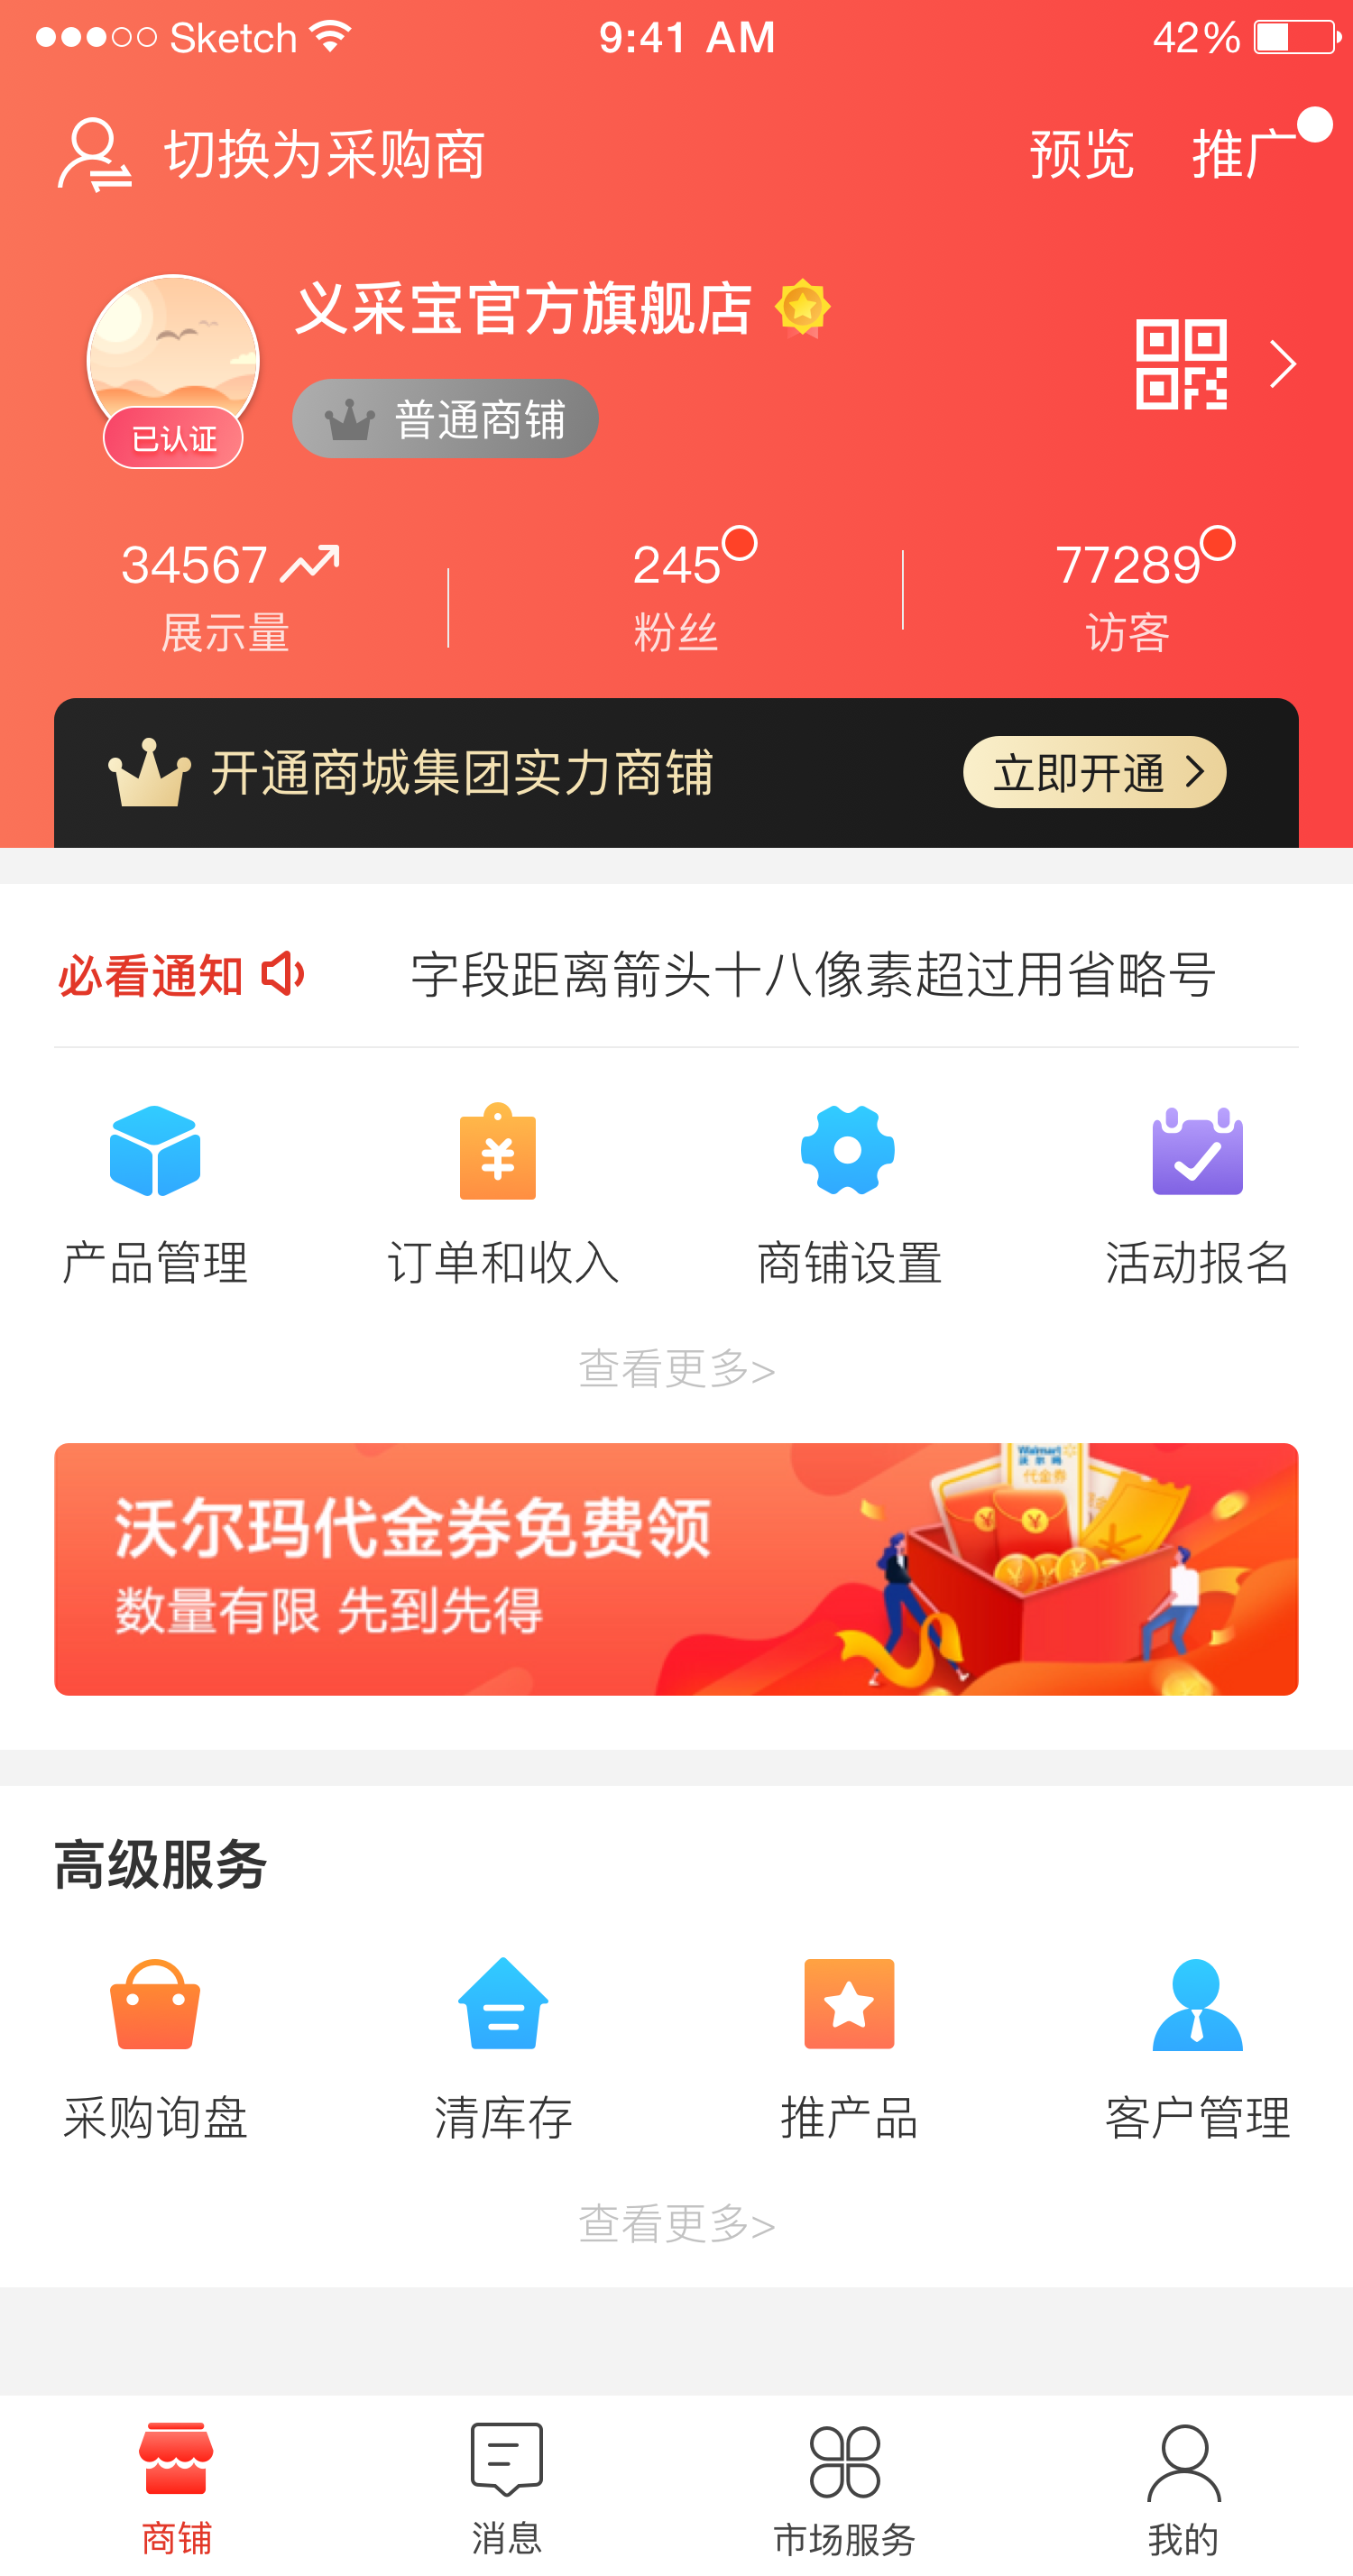 Sketch 9:41 AM 42%
切换为采购商 预览 推广
义采宝官方旗舰店
普通商铺
已认证
34567 245 77289
展示量 粉丝 访客
开通商城集团实力商铺 立即开通
必看通知 字段距离箭头十八像素超过用省略号
产品管理 订单和收入 商铺设置 活动报名
查看更多>
Walmart
沃尔玛
代金券
沃尔玛代金券免费领
数量有限 先到先得
高级服务
采购询盘 清库存 推产品 客户管理
查看更多>
商铺 消息 市场服务 我的